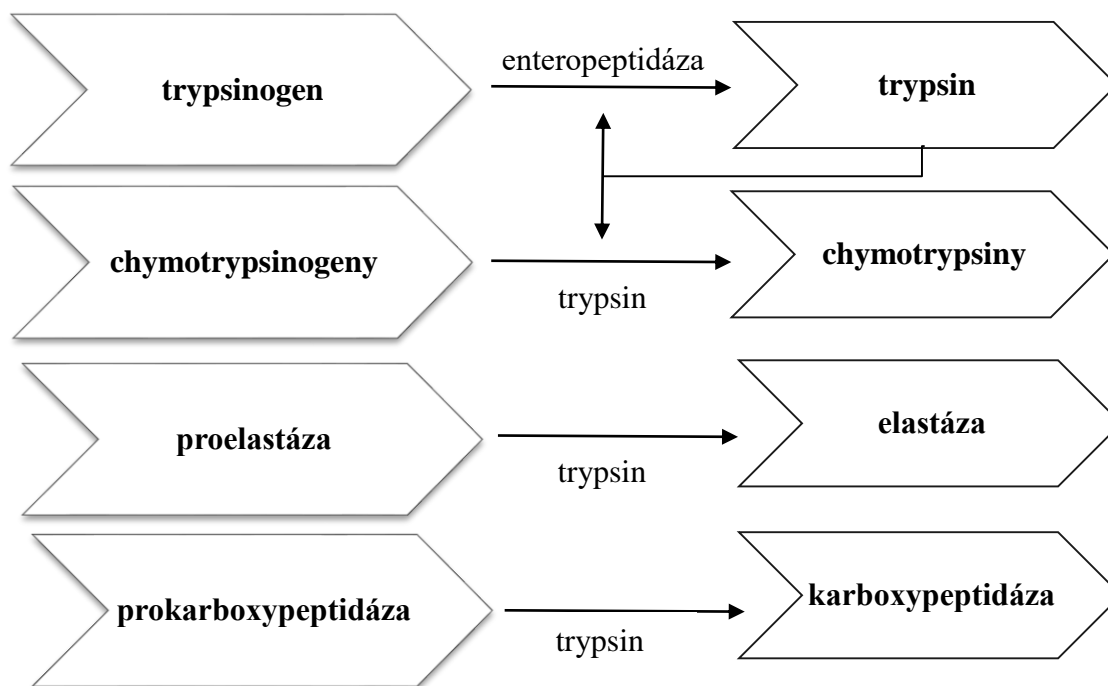 trypsinogen
enteropeptidáza
trypsin
chymotrypsinogeny
trypsin
chymotrypsiny
proelastáza
trypsin
elastáza
prokarboxypeptidáza
trypsin
karboxypeptidáza